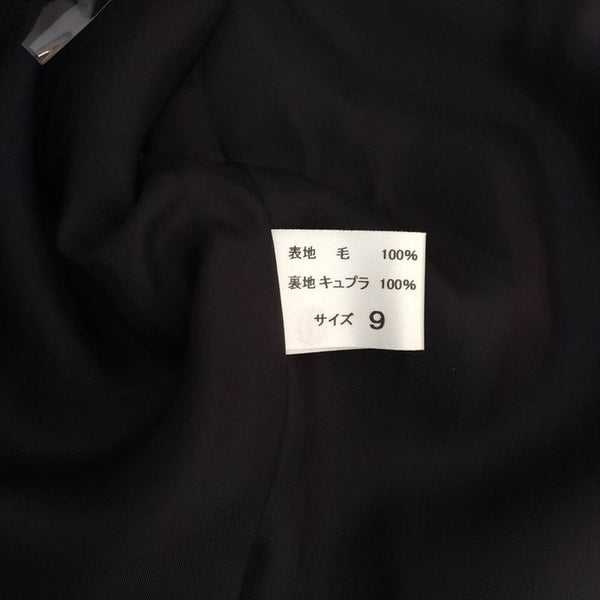 表地 毛 100%
裏地 キュプラ 100%
サイズ 9